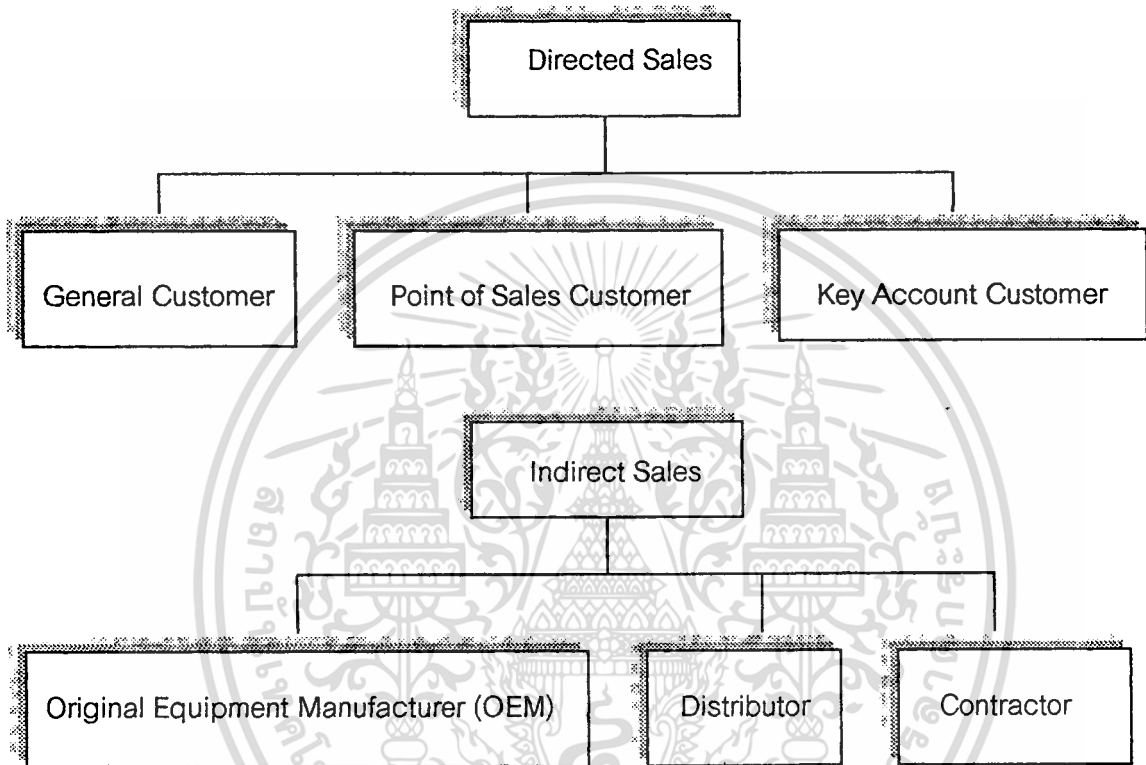 Directed Sales
General Customer
Point of Sales Customer
Key Account Customer
Indirect Sales
Original Equipment Manufacturer (OEM)
Distributor
Contractor